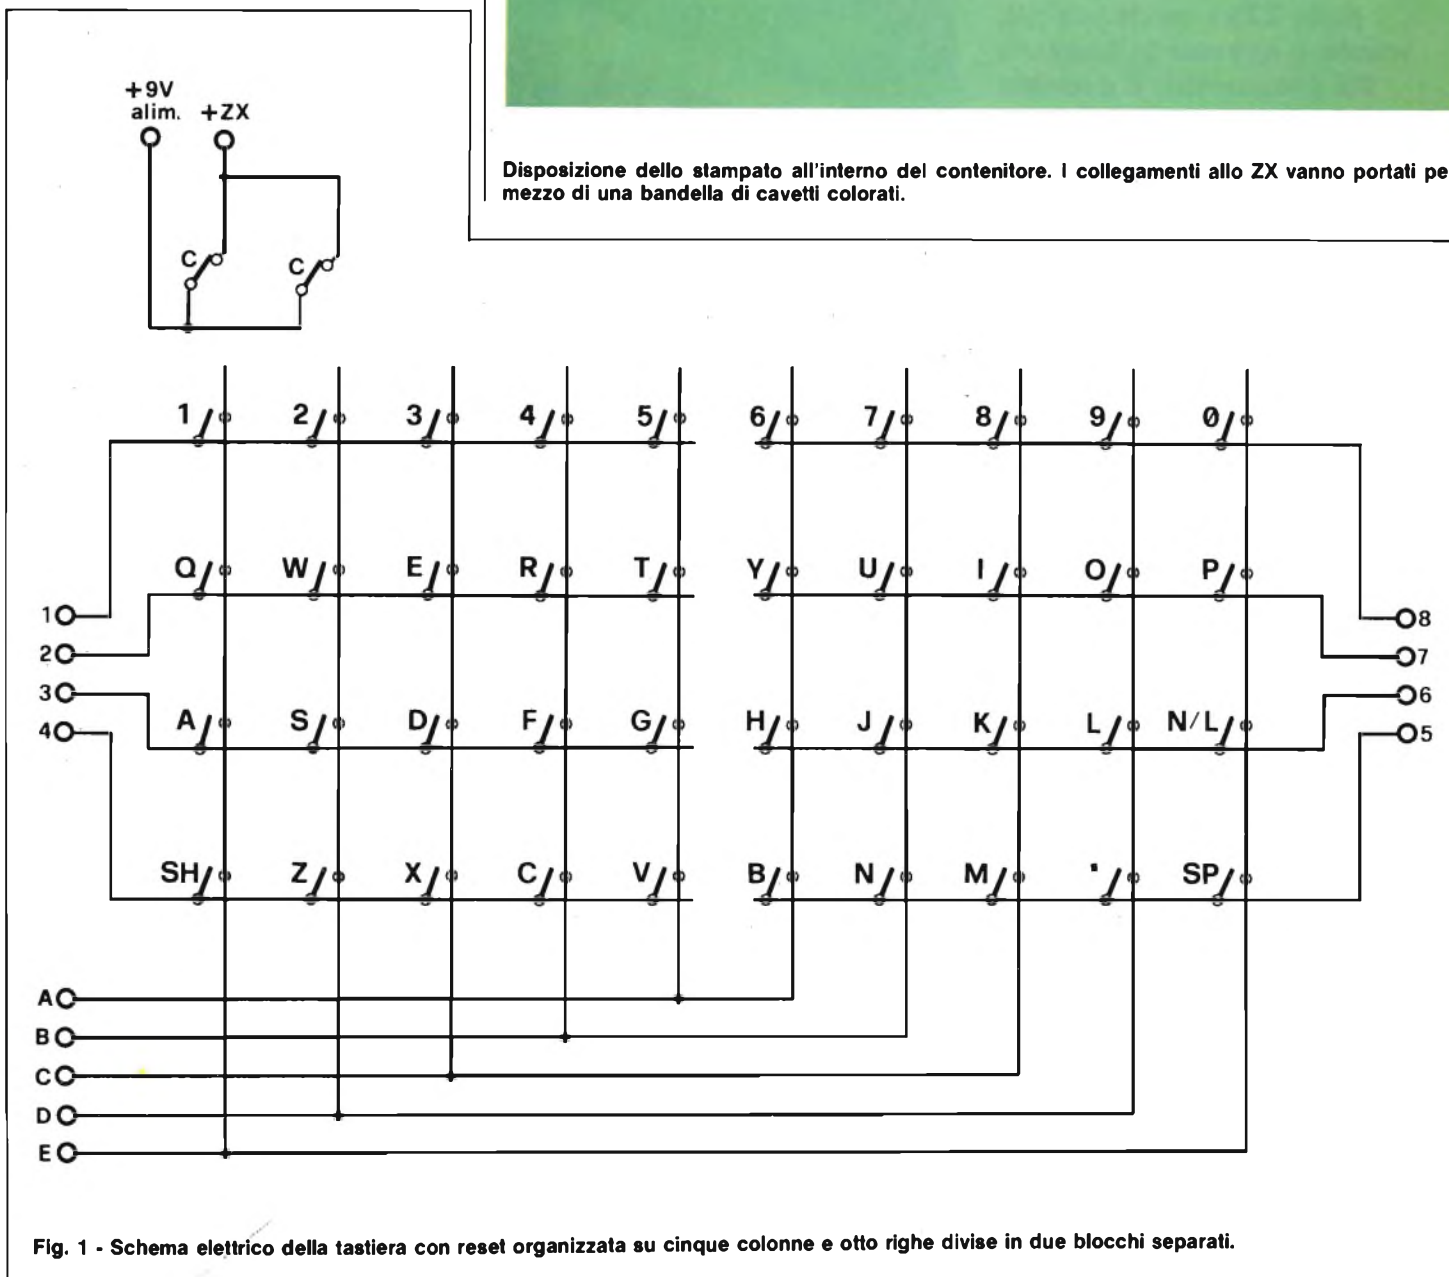 +9V
alim. +ZX
Disposizione dello stampato all'interno del contenitore. I collegamenti allo ZX vanno portati pe
mezzo di una bandella di cavetti colorati.
C C
1 2 3 4 5 6 7 8 9 0
Q W E R T Y U I O P
1 8
2 7
3 6
A S D F G H J K L N/L
4 5
SH Z X C V B N M . SP
A
B
C
D
E
Fig. 1 - Schema elettrico della tastiera con reset organizzata su cinque colonne e otto righe divise in due blocchi separati.